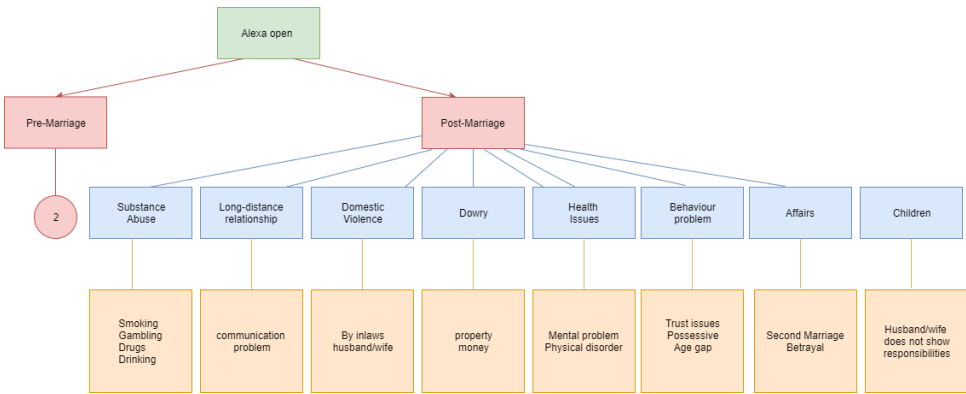 Alexa open
Pre-Marriage
Post-Marriage
2
Substance
Abuse
Long-distance
relationship
Domestic
Violence
Dowry
Health
Issues
Behaviour
problem
Affairs
Children
Smoking
Gambling
Drugs
Drinking
communication
problem
By inlaws
husband/wife
property
money
Mental problem
Physical disorder
Trust issues
Possessive
Age gap
Second Marriage
Betrayal
Husband/wife
does not show
responsibilities